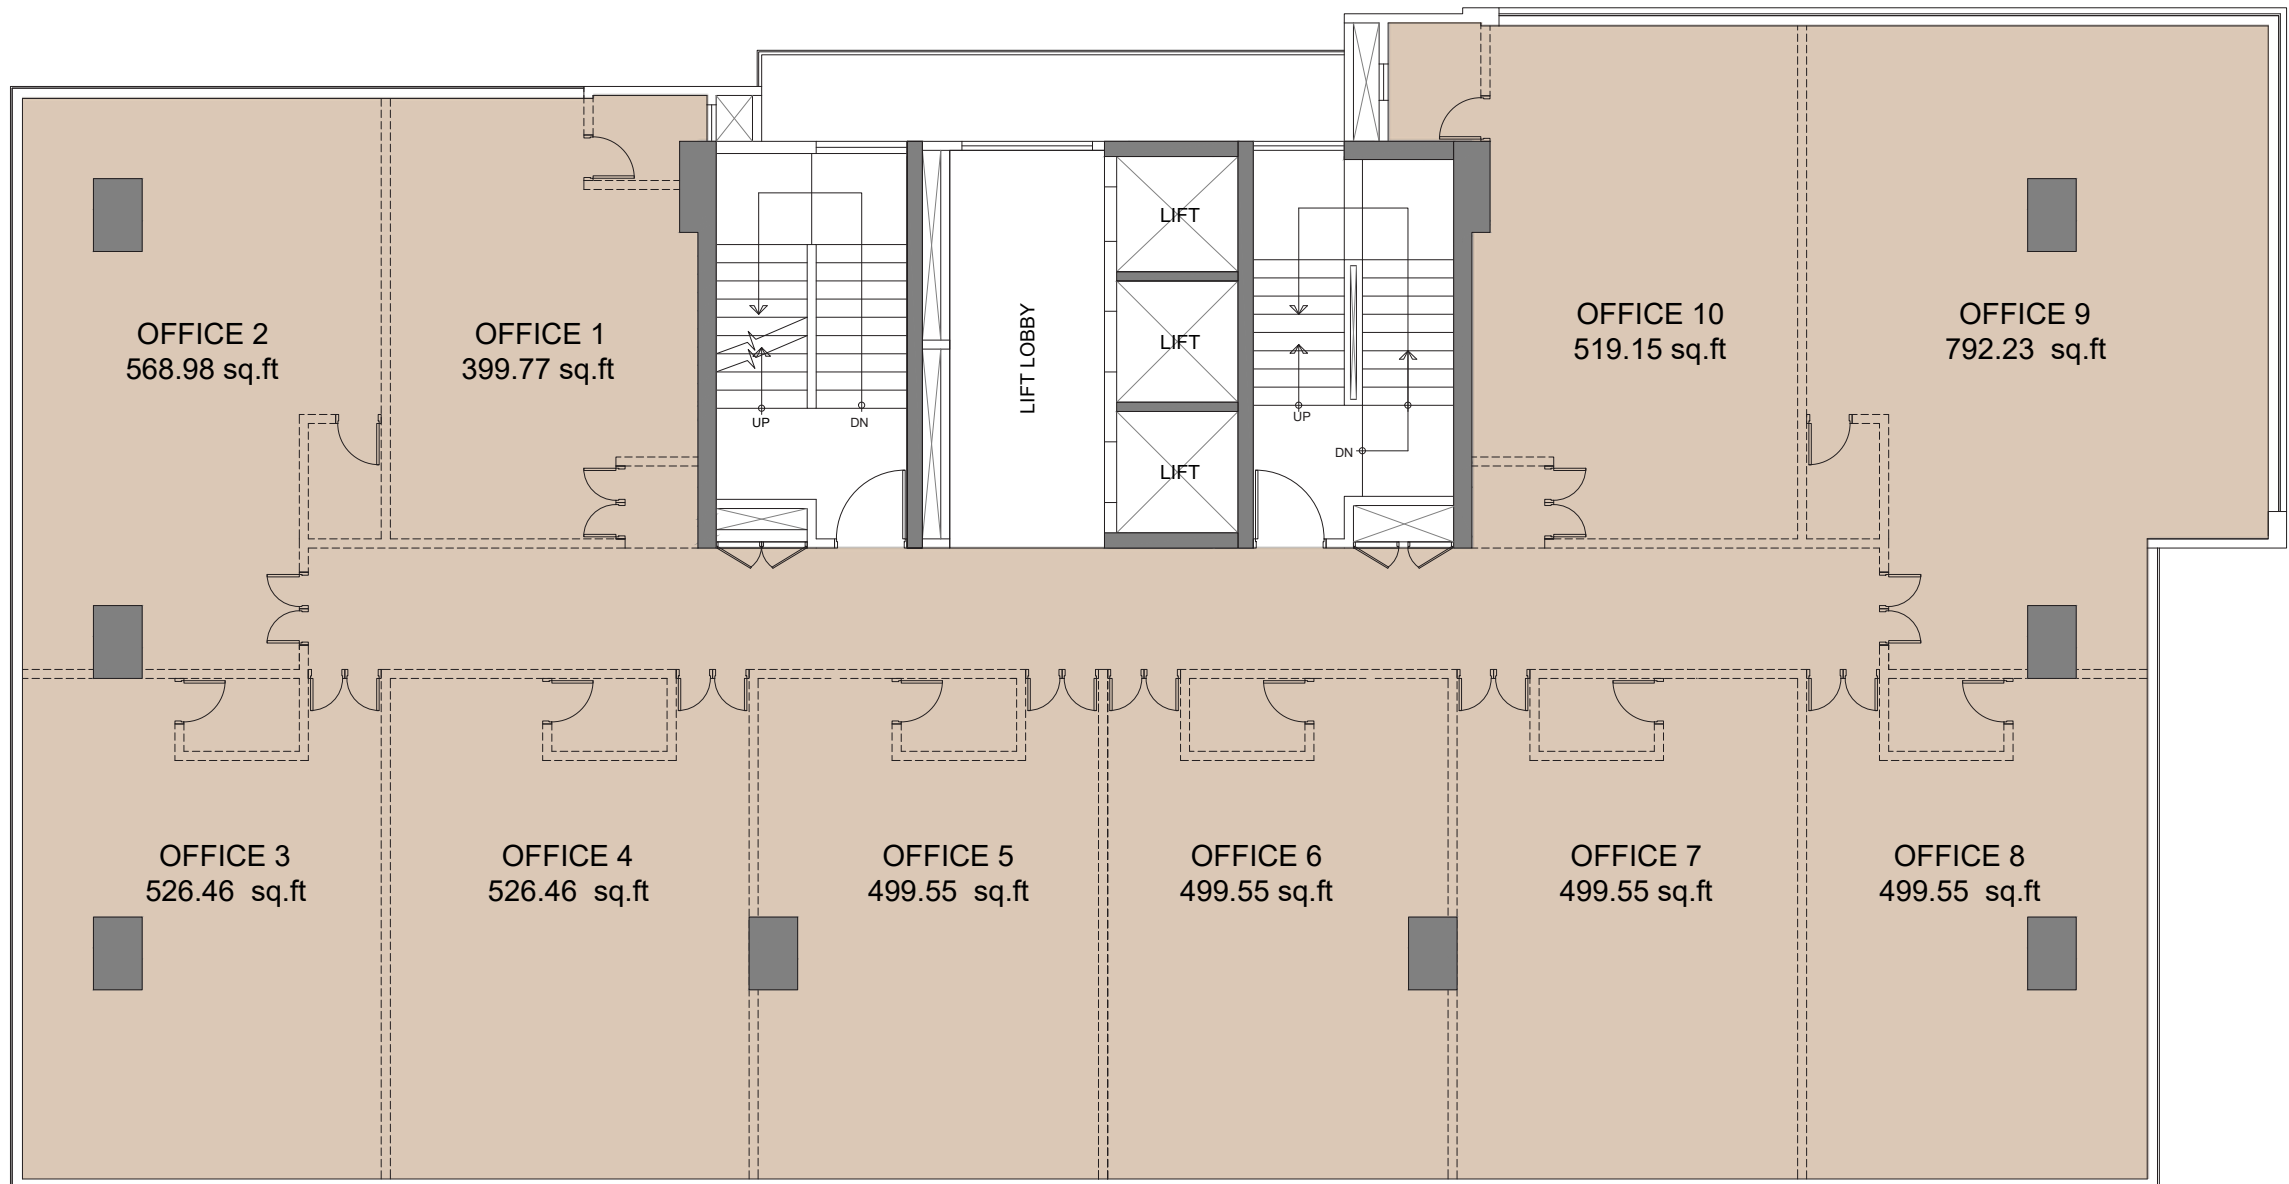 LIFT
OFFICE 2
568.98 sq.ft
OFFICE 1
399.77 sq.ft
LIFT LOBBY
LIFT
OFFICE 10
519.15 sq.ft
OFFICE 9
792.23 sq.ft
UP
DN
UP
DN
LIFT
OFFICE 3
526.46 sq.ft
OFFICE 4
526.46 sq.ft
OFFICE 5
499.55 sq.ft
OFFICE 6
499.55 sq.ft
OFFICE 7
499.55 sq.ft
OFFICE 8
499.55 sq.ft